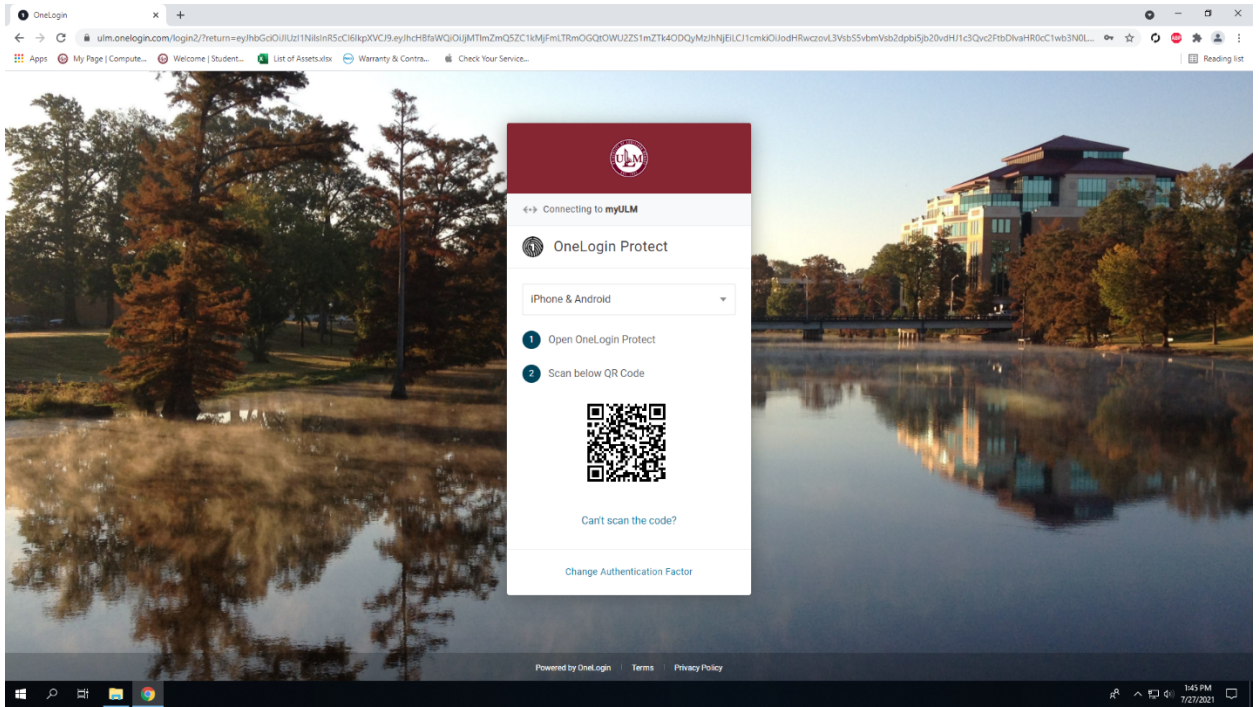 OneLogin
ulm.onelogin.com/login2/?return=
Apps
My Page | Compute...
Welcome | Student...
List of Assets.xlsx
Warranty & Contra...
Check Your Service...
Reading list
ULM
Connecting to myULM
OneLogin Protect
iPhone & Android
1 Open OneLogin Protect
2 Scan below QR Code
Can't scan the code?
Change Authentication Factor
Powered by OneLogin | Terms | Privacy Policy
1:45 PM
7/27/2021